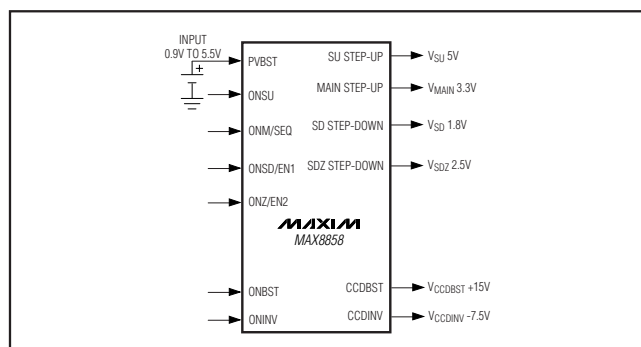 INPUT
0.9V TO 5.5V
+
PVBST
SU STEP-UP
VSU 5V
ONSU
MAIN STEP-UP
VMAIN 3.3V
ONM/SEQ
SD STEP-DOWN
VSD 1.8V
ONSD/EN1
SDZ STEP-DOWN
VSDZ 2.5V
ONZ/EN2
MAXIM
MAX8858
ONBST
CCDBST
VCCDBST +15V
ONINV
CCDINV
VCCDINV -7.5V